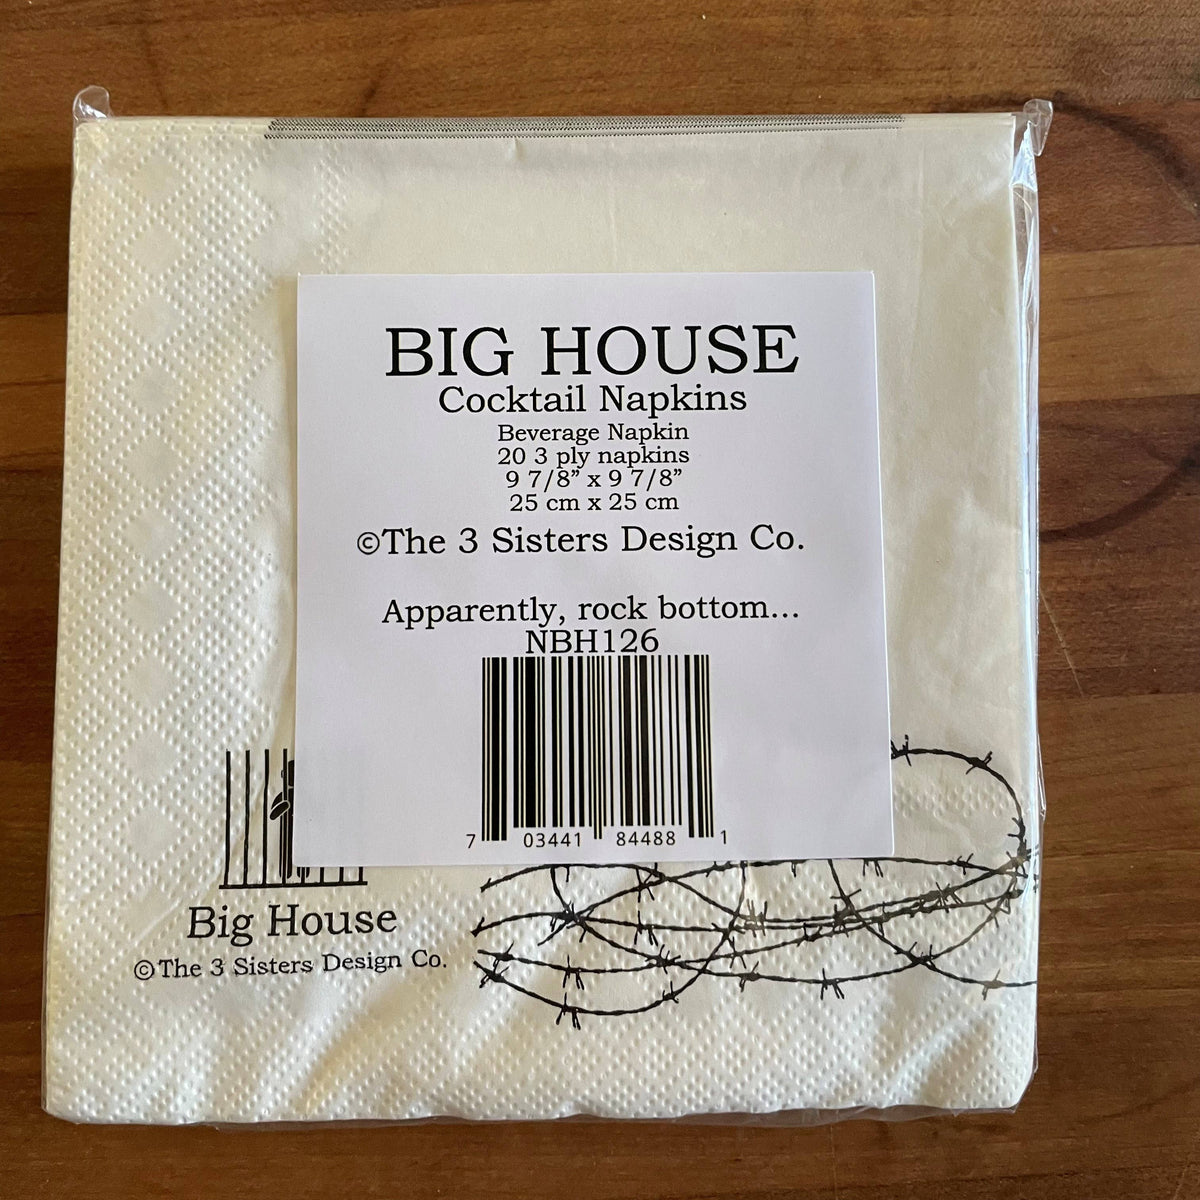 BIG HOUSE
Cocktail Napkins
Beverage Napkin
20 3 ply napkins
9 7/8” x 9 7/8”
25 cm x 25 cm
©The 3 Sisters Design Co.
Apparently, rock bottom...
NBH126
7 03441 84488 1
Big House
©The 3 Sisters Design Co.